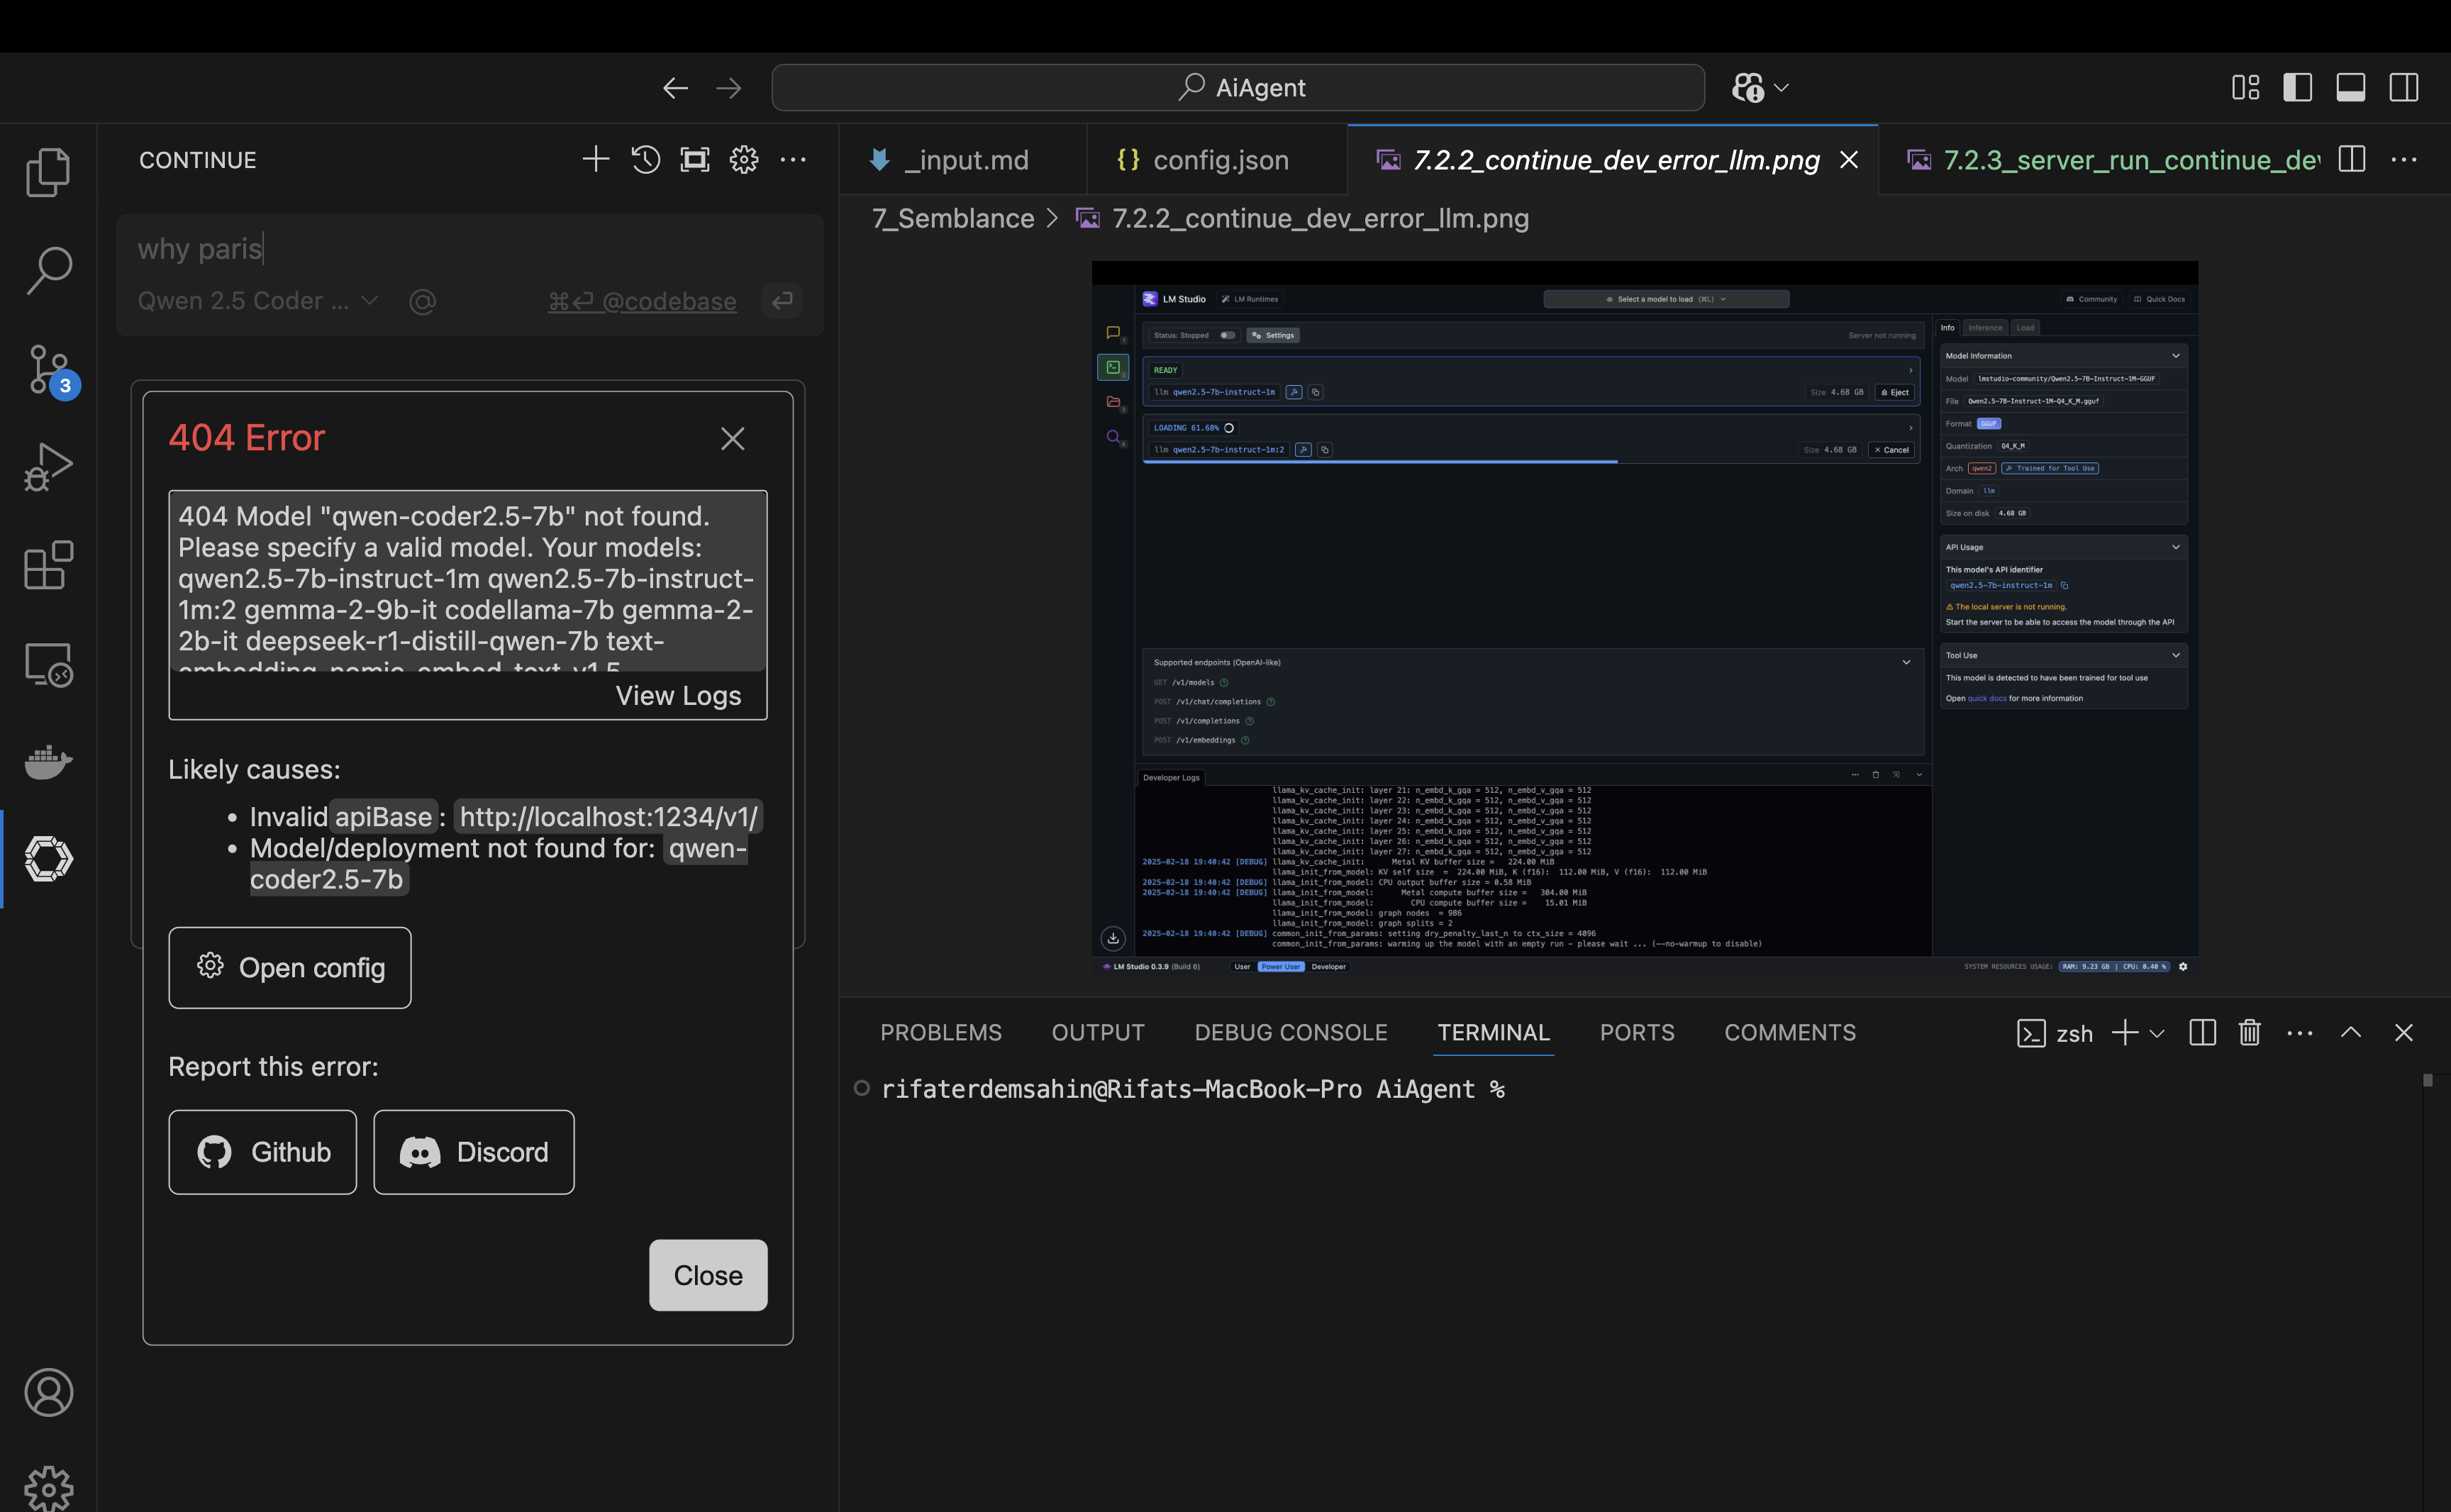 AiAgent
CONTINUE
why paris
Qwen 2.5 Coder ...
@
⌘⏎ @codebase
3
404 Error
404 Model "qwen-coder2.5-7b" not found.
Please specify a valid model. Your models:
qwen2.5-7b-instruct-1m qwen2.5-7b-instruct-
1m:2 gemma-2-9b-it codellama-7b gemma-2-
2b-it deepseek-r1-distill-qwen-7b text-
embedding-nomic-embed-text-v1.5
View Logs
Likely causes:
• Invalid apiBase : http://localhost:1234/v1/
• Model/deployment not found for: qwen-
coder2.5-7b
Open config
Report this error:
Github
Discord
Close
_input.md
{} config.json
7.2.2_continue_dev_error_llm.png
7.2.3_server_run_continue_de
7_Semblance > 7.2.2_continue_dev_error_llm.png
LM Studio
LM Runtimes
Select a model to load (⌘L)
Community
Quick Docs
Status: Stopped
Settings
Server not running
READY
llm qwen2.5-7b-instruct-1m
Size 4.68 GB
Eject
LOADING 61.68%
llm qwen2.5-7b-instruct-1m:2
Size 4.68 GB
× Cancel
Supported endpoints (OpenAI-like)
GET /v1/models
POST /v1/chat/completions
POST /v1/completions
POST /v1/embeddings
Info
Inference
Load
Model Information
Model lmstudio-community/Qwen2.5-7B-Instruct-1M-GGUF
File Qwen2.5-7B-Instruct-1M-Q4_K_M.gguf
Format GGUF
Quantization Q4_K_M
Arch qwen2 Trained for Tool Use
Domain llm
Size on disk 4.68 GB
API Usage
This model's API identifier
qwen2.5-7b-instruct-1m
⚠ The local server is not running.
Start the server to be able to access the model through the API
Tool Use
This model is detected to have been trained for tool use
Open quick docs for more information
Developer Logs
llama_kv_cache_init: layer 21: n_embd_k_gqa = 512, n_embd_v_gqa = 512
llama_kv_cache_init: layer 22: n_embd_k_gqa = 512, n_embd_v_gqa = 512
llama_kv_cache_init: layer 23: n_embd_k_gqa = 512, n_embd_v_gqa = 512
llama_kv_cache_init: layer 24: n_embd_k_gqa = 512, n_embd_v_gqa = 512
llama_kv_cache_init: layer 25: n_embd_k_gqa = 512, n_embd_v_gqa = 512
llama_kv_cache_init: layer 26: n_embd_k_gqa = 512, n_embd_v_gqa = 512
llama_kv_cache_init: layer 27: n_embd_k_gqa = 512, n_embd_v_gqa = 512
2025-02-18 19:40:42 [DEBUG] llama_kv_cache_init: Metal KV buffer size = 224.00 MiB
llama_init_from_model: KV self size = 224.00 MiB, K (f16): 112.00 MiB, V (f16): 112.00 MiB
2025-02-18 19:40:42 [DEBUG] llama_init_from_model: CPU output buffer size = 0.58 MiB
2025-02-18 19:40:42 [DEBUG] llama_init_from_model: Metal compute buffer size = 304.00 MiB
llama_init_from_model: CPU compute buffer size = 15.01 MiB
llama_init_from_model: graph nodes = 986
llama_init_from_model: graph splits = 2
2025-02-18 19:40:42 [DEBUG] common_init_from_params: setting dry_penalty_last_n to ctx_size = 4096
common_init_from_params: warming up the model with an empty run - please wait ... (--no-warmup to disable)
LM Studio 0.3.9 (Build 6)
User
Power User
Developer
SYSTEM RESOURCES USAGE: RAM: 9.23 GB | CPU: 0.40 %
PROBLEMS
OUTPUT
DEBUG CONSOLE
TERMINAL
PORTS
COMMENTS
zsh
rifaterdemsahin@Rifats-MacBook-Pro AiAgent %